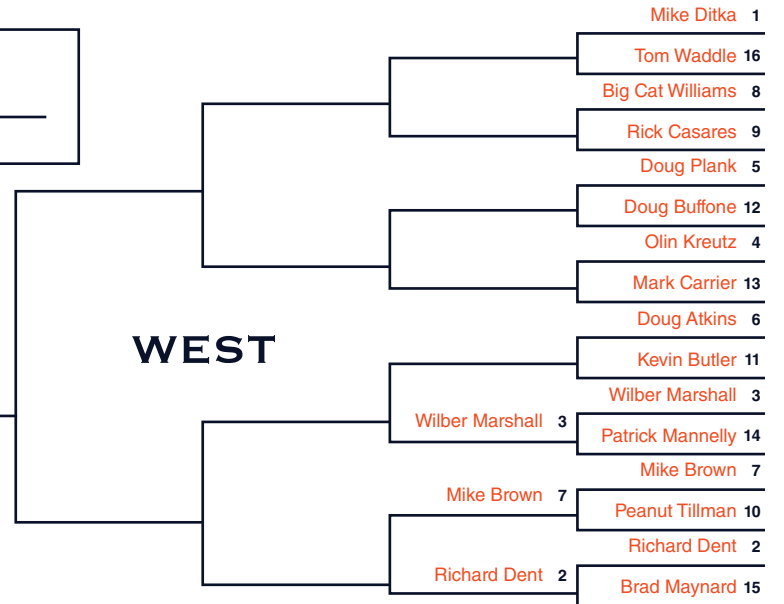 Mike Ditka 1
Tom Waddle 16
Big Cat Williams 8
Rick Casares 9
Doug Plank 5
Doug Buffone 12
Olin Kreutz 4
Mark Carrier 13
Doug Atkins 6
WEST
Kevin Butler 11
Wilber Marshall 3
Wilber Marshall 3
Patrick Mannelly 14
Mike Brown 7
Mike Brown 7
Peanut Tillman 10
Richard Dent 2
Richard Dent 2
Brad Maynard 15